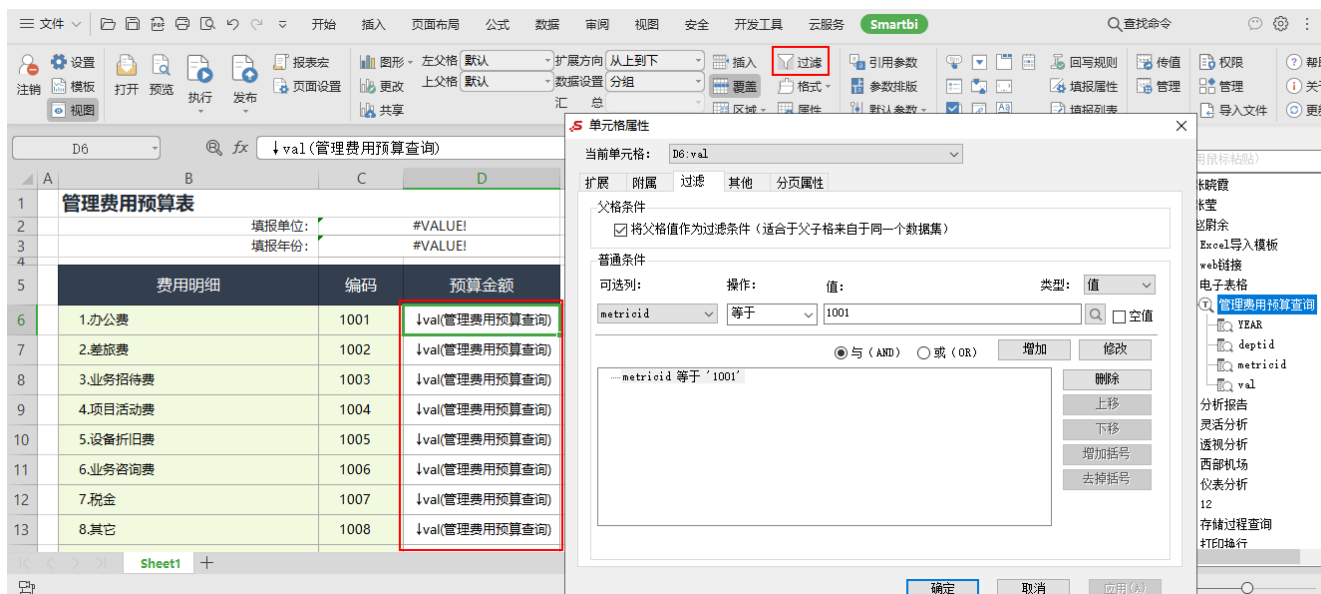 三 文件 开始 插入 页面布局 公式 数据 审阅 视图 安全 开发工具 云服务 Smartbi 查找命令
设置 报表宏 图形 左父格 默认 扩展方向 从上到下 插入 过滤 引用参数 回写规则 传值 权限
注销 模板 打开 预览 执行 发布 页面设置 更改 上父格 默认 数据设置 分组 覆盖 格式 参数排版 填报属性 管理 管理
视图 共享 汇 总 区域 属性 默认参数 填报列表 导入文件
D6 fx ↓val(管理费用预算查询)
A B C D
1 管理费用预算表
2 填报单位: #VALUE!
3 填报年份: #VALUE!
4
5 费用明细 编码 预算金额
6 1.办公费 1001 ↓val(管理费用预算查询)
7 2.差旅费 1002 ↓val(管理费用预算查询)
8 3.业务招待费 1003 ↓val(管理费用预算查询)
9 4.项目活动费 1004 ↓val(管理费用预算查询)
10 5.设备折旧费 1005 ↓val(管理费用预算查询)
11 6.业务咨询费 1006 ↓val(管理费用预算查询)
12 7.税金 1007 ↓val(管理费用预算查询)
13 8.其它 1008 ↓val(管理费用预算查询)
Sheet1
单元格属性
当前单元格: D6:val
扩展 附属 过滤 其他 分页属性
父格条件
将父格值作为过滤条件（适合于父子格来自于同一个数据集）
普通条件
可选列: 操作: 值: 类型: 值
metricid 等于 1001 空值
与（AND） 或（OR） 增加 修改
metricid 等于 '1001'
删除
上移
下移
增加括号
去掉括号
确定 取消 应用(A)
用鼠标粘贴）
张晓霞
张莹
赵尉余
Excel导入模板
web链接
电子表格
管理费用预算查询
YEAR
deptid
metricid
val
分析报告
灵活分析
透视分析
西部机场
仪表分析
12
存储过程查询
打印换行